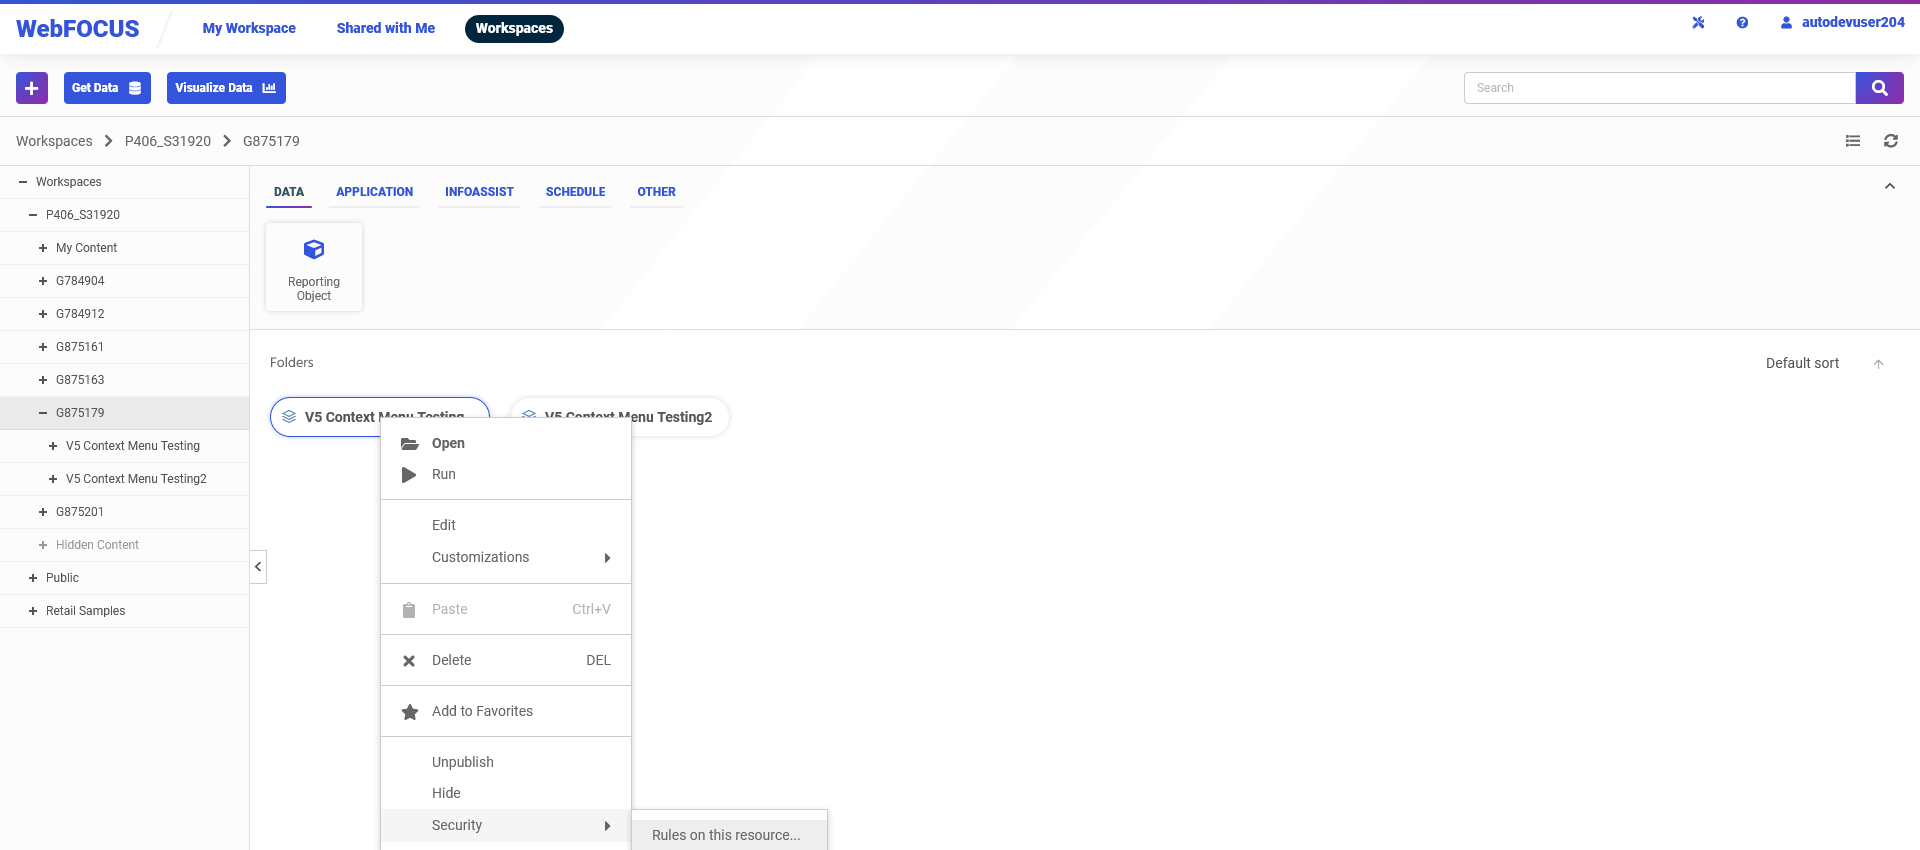 WebFOCUS
My Workspace
Shared with Me
Workspaces
autodevuser204
Get Data
Visualize Data
Search
Workspaces
P406_S31920
G875179
Workspaces
P406_S31920
My Content
G784904
G784912
G875161
G875163
G875179
V5 Context Menu Testing
V5 Context Menu Testing2
G875201
Hidden Content
Public
Retail Samples
DATA
APPLICATION
INFOASSIST
SCHEDULE
OTHER
Reporting
Object
Folders
Default sort
V5 Context Menu Testing
V5 Context Menu Testing2
Open
Run
Edit
Customizations
Paste Ctrl+V
Delete DEL
Add to Favorites
Unpublish
Hide
Security
Rules on this resource...